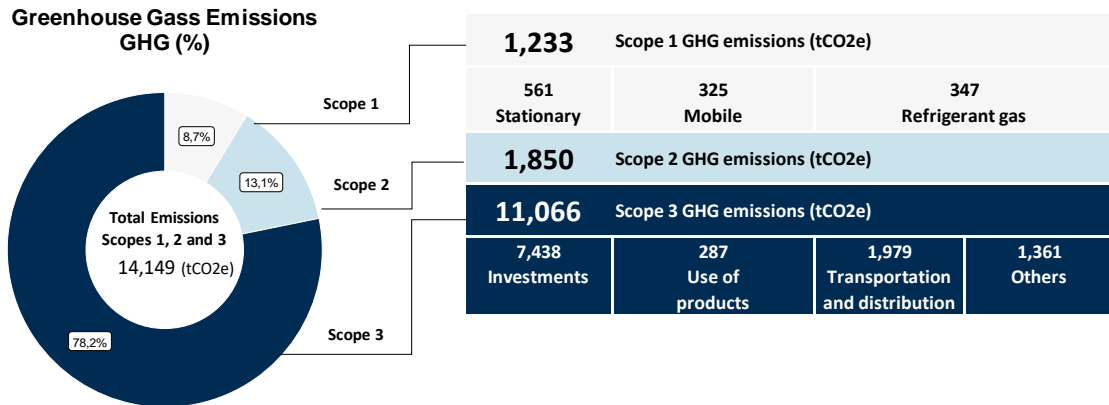 Greenhouse Gass Emissions
GHG (%)
8,7%
13,1%
78,2%
Total Emissions
Scopes 1, 2 and 3
14,149 (tCO2e)
Scope 1
Scope 2
Scope 3
1,233 Scope 1 GHG emissions (tCO2e)
561 325 347
Stationary Mobile Refrigerant gas
1,850 Scope 2 GHG emissions (tCO2e)
11,066 Scope 3 GHG emissions (tCO2e)
7,438 287 1,979 1,361
Investments Use of Transportation Others
products and distribution